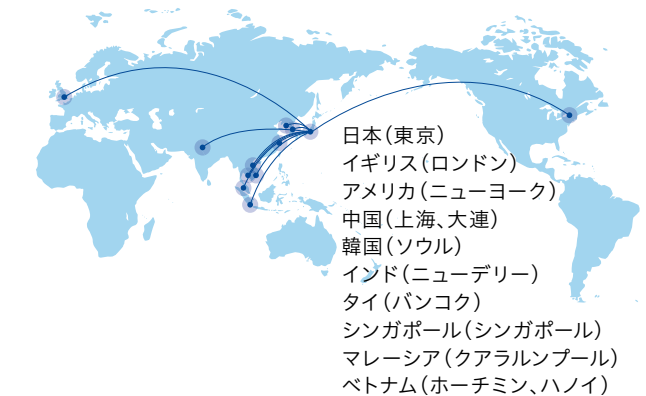 日本（東京）
イギリス（ロンドン）
アメリカ（ニューヨーク）
中国（上海、大連）
韓国（ソウル）
インド（ニューデリー）
タイ（バンコク）
シンガポール（シンガポール）
マレーシア（クアラルンプール）
ベトナム（ホーチミン、ハノイ）